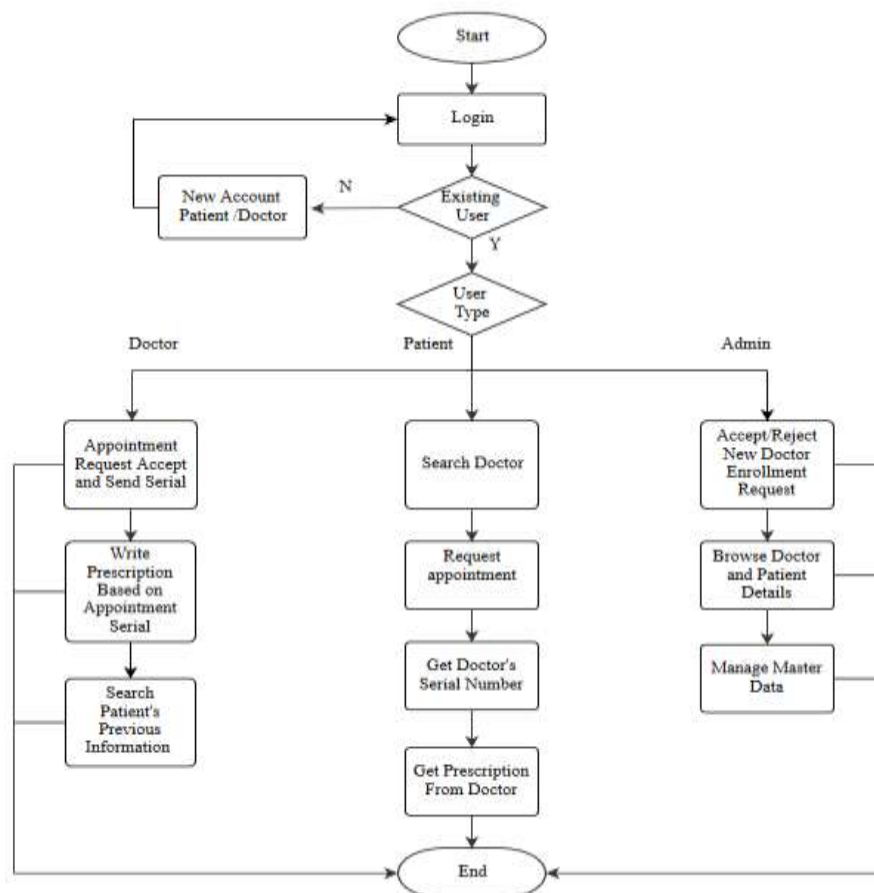 Start
Login
N
New Account
Patient /Doctor
Existing
User
Y
User
Type
Doctor
Patient
Admin
Appointment
Request Accept
and Send Serial
Search Doctor
Accept/Reject
New Doctor
Enrollment
Request
Write
Prescription
Based on
Appointment
Serial
Request
appointment
Browse Doctor
and Patient
Details
Search
Patient's
Previous
Information
Get Doctor's
Serial Number
Manage Master
Data
Get Prescription
From Doctor
End